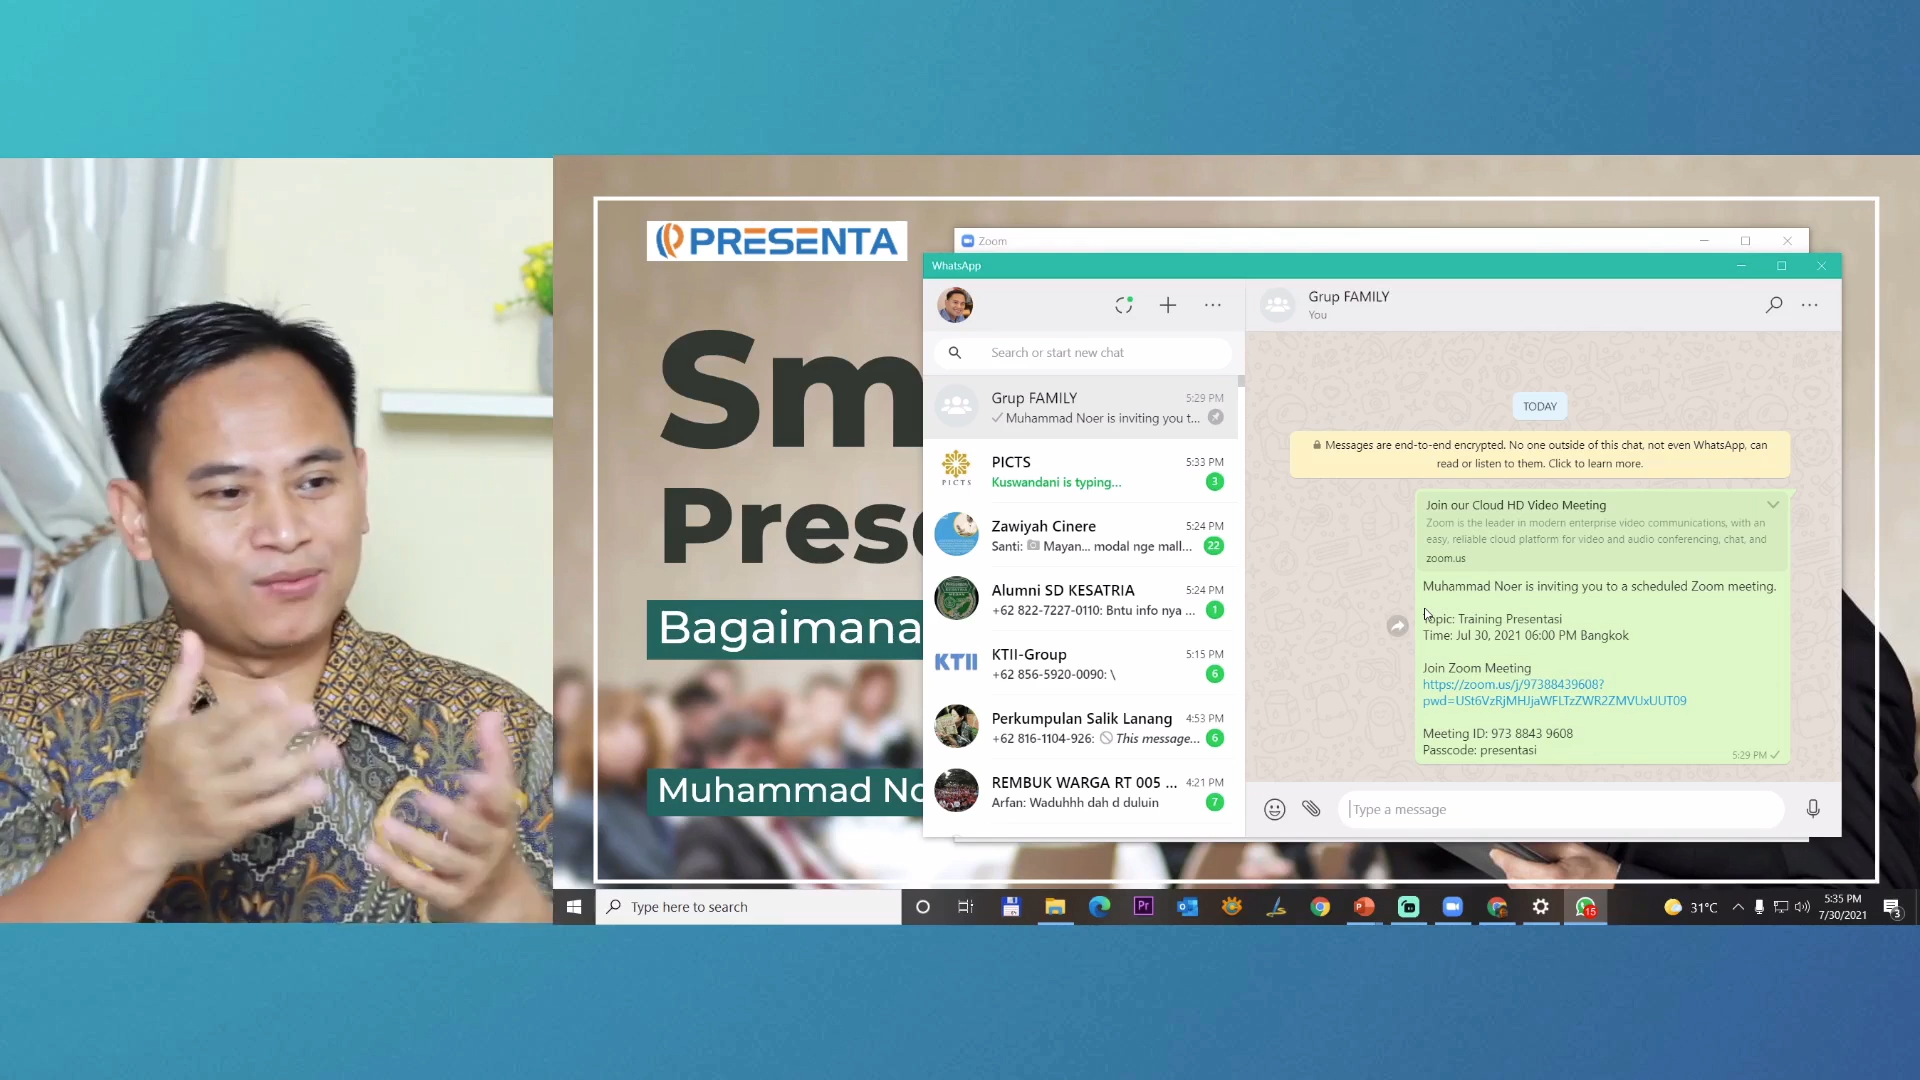 PRESENTA
Sm
Prese
Bagaimana
Muhammad No
Zoom
WhatsApp
Search or start new chat
Grup FAMILY
5:29 PM
Muhammad Noer is inviting you t...
PICTS
PICTS
5:33 PM
Kuswandani is typing...
3
Zawiyah Cinere
5:24 PM
Santi: Mayan... modal nge mall...
22
Alumni SD KESATRIA
5:24 PM
+62 822-7227-0110: Bntu info nya ...
1
KTII
KTII-Group
5:15 PM
+62 856-5920-0090: \
6
Perkumpulan Salik Lanang
4:53 PM
+62 816-1104-926: This message...
6
REMBUK WARGA RT 005 ...
4:21 PM
Arfan: Waduhhh dah d duluin
7
Grup FAMILY
You
TODAY
Messages are end-to-end encrypted. No one outside of this chat, not even WhatsApp, can
read or listen to them. Click to learn more.
Join our Cloud HD Video Meeting
Zoom is the leader in modern enterprise video communications, with an
easy, reliable cloud platform for video and audio conferencing, chat, and
zoom.us
Muhammad Noer is inviting you to a scheduled Zoom meeting.
Topic: Training Presentasi
Time: Jul 30, 2021 06:00 PM Bangkok
Join Zoom Meeting
https://zoom.us/j/97388439608?
pwd=USt6VzRjMHJjaWFLTzZWR2ZMVUxUUT09
Meeting ID: 973 8843 9608
Passcode: presentasi
5:29 PM
Type a message
Type here to search
Pr
15
31°C
5:35 PM
7/30/2021
3